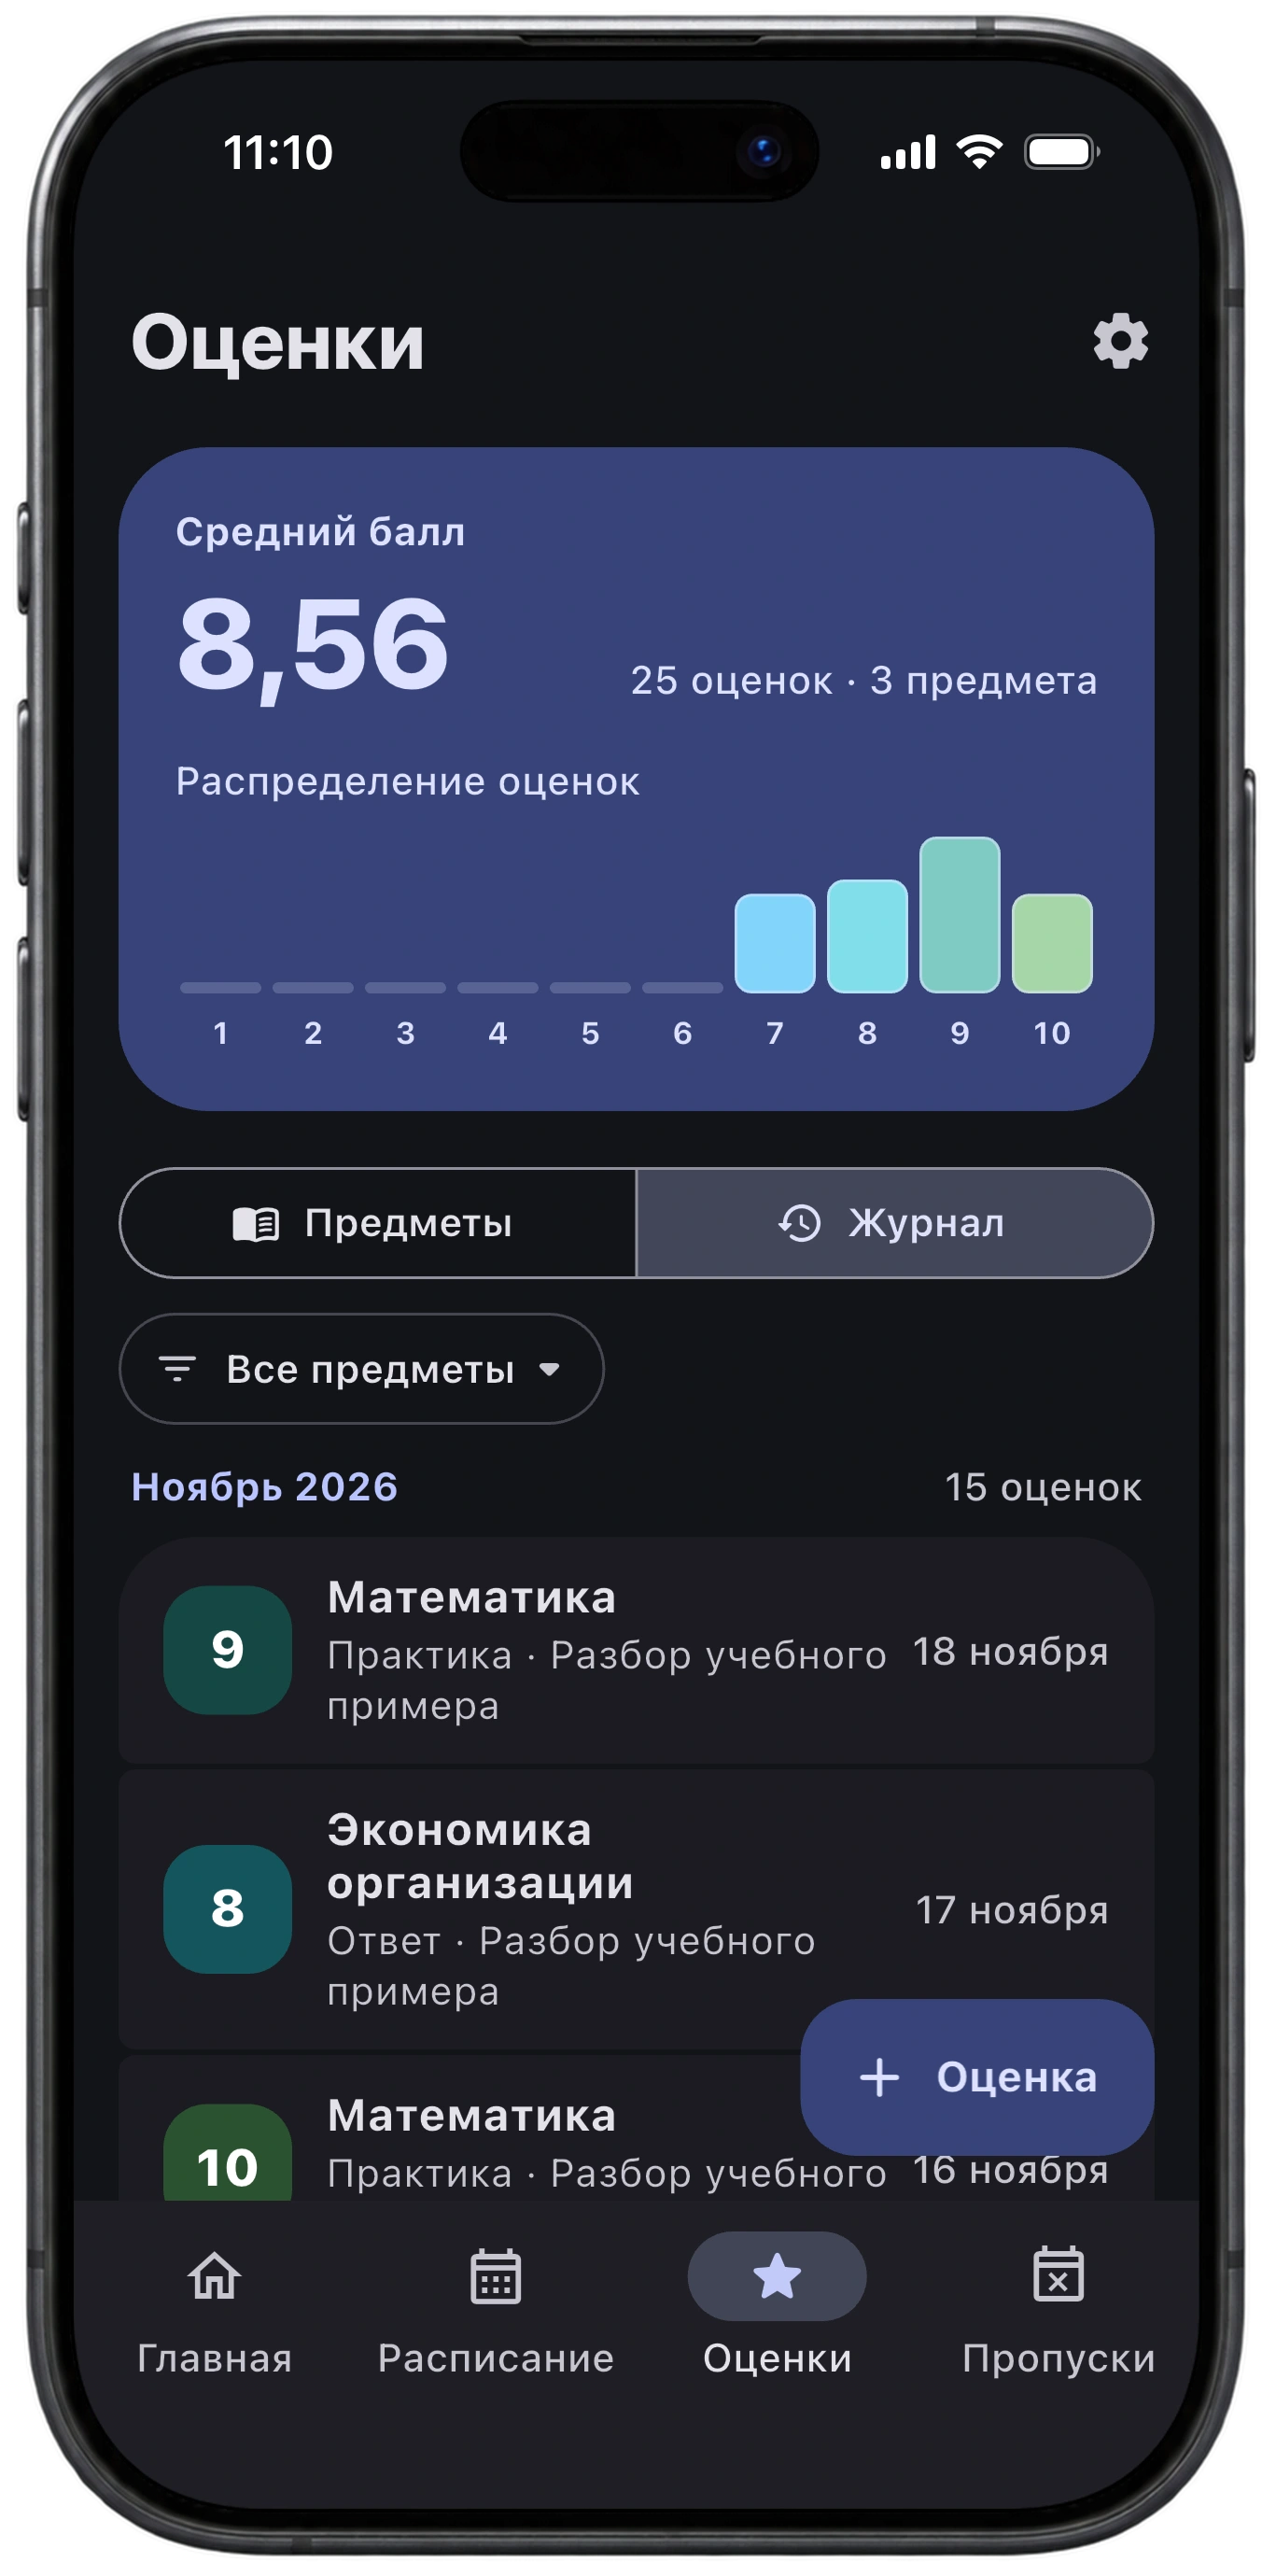 11:10
Оценки
Средний балл
8,56
25 оценок · 3 предмета
Распределение оценок
1 2 3 4 5 6 7 8 9 10
Предметы
Журнал
Все предметы
Ноябрь 2026
15 оценок
9
Математика
Практика · Разбор учебного
примера
18 ноября
8
Экономика
организации
Ответ · Разбор учебного
примера
17 ноября
10
Математика
Практика · Разбор учебного
16 ноября
+ Оценка
Главная
Расписание
Оценки
Пропуски